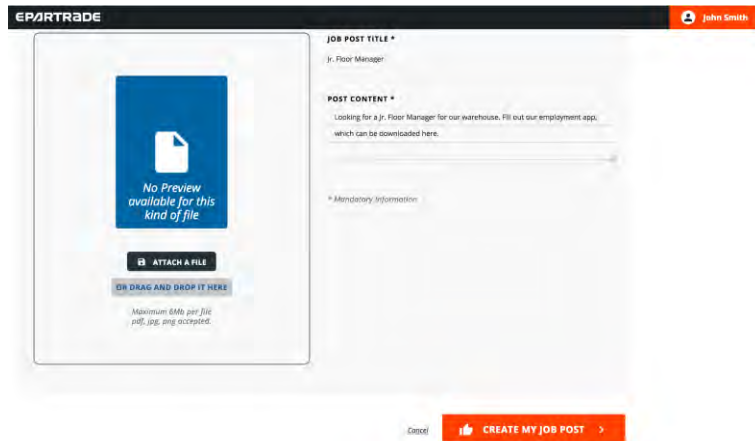 EPARTRADE
John Smith
JOB POST TITLE *
Jr. Floor Manager
POST CONTENT *
Looking for a Jr. Floor Manager for our warehouse. Fill out our employment app,
which can be downloaded here.
* Mandatory Information
No Preview
available for this
kind of file
ATTACH A FILE
OR DRAG AND DROP IT HERE
Maximum 6Mb per file
pdf, jpg, png accepted.
Cancel
CREATE MY JOB POST >